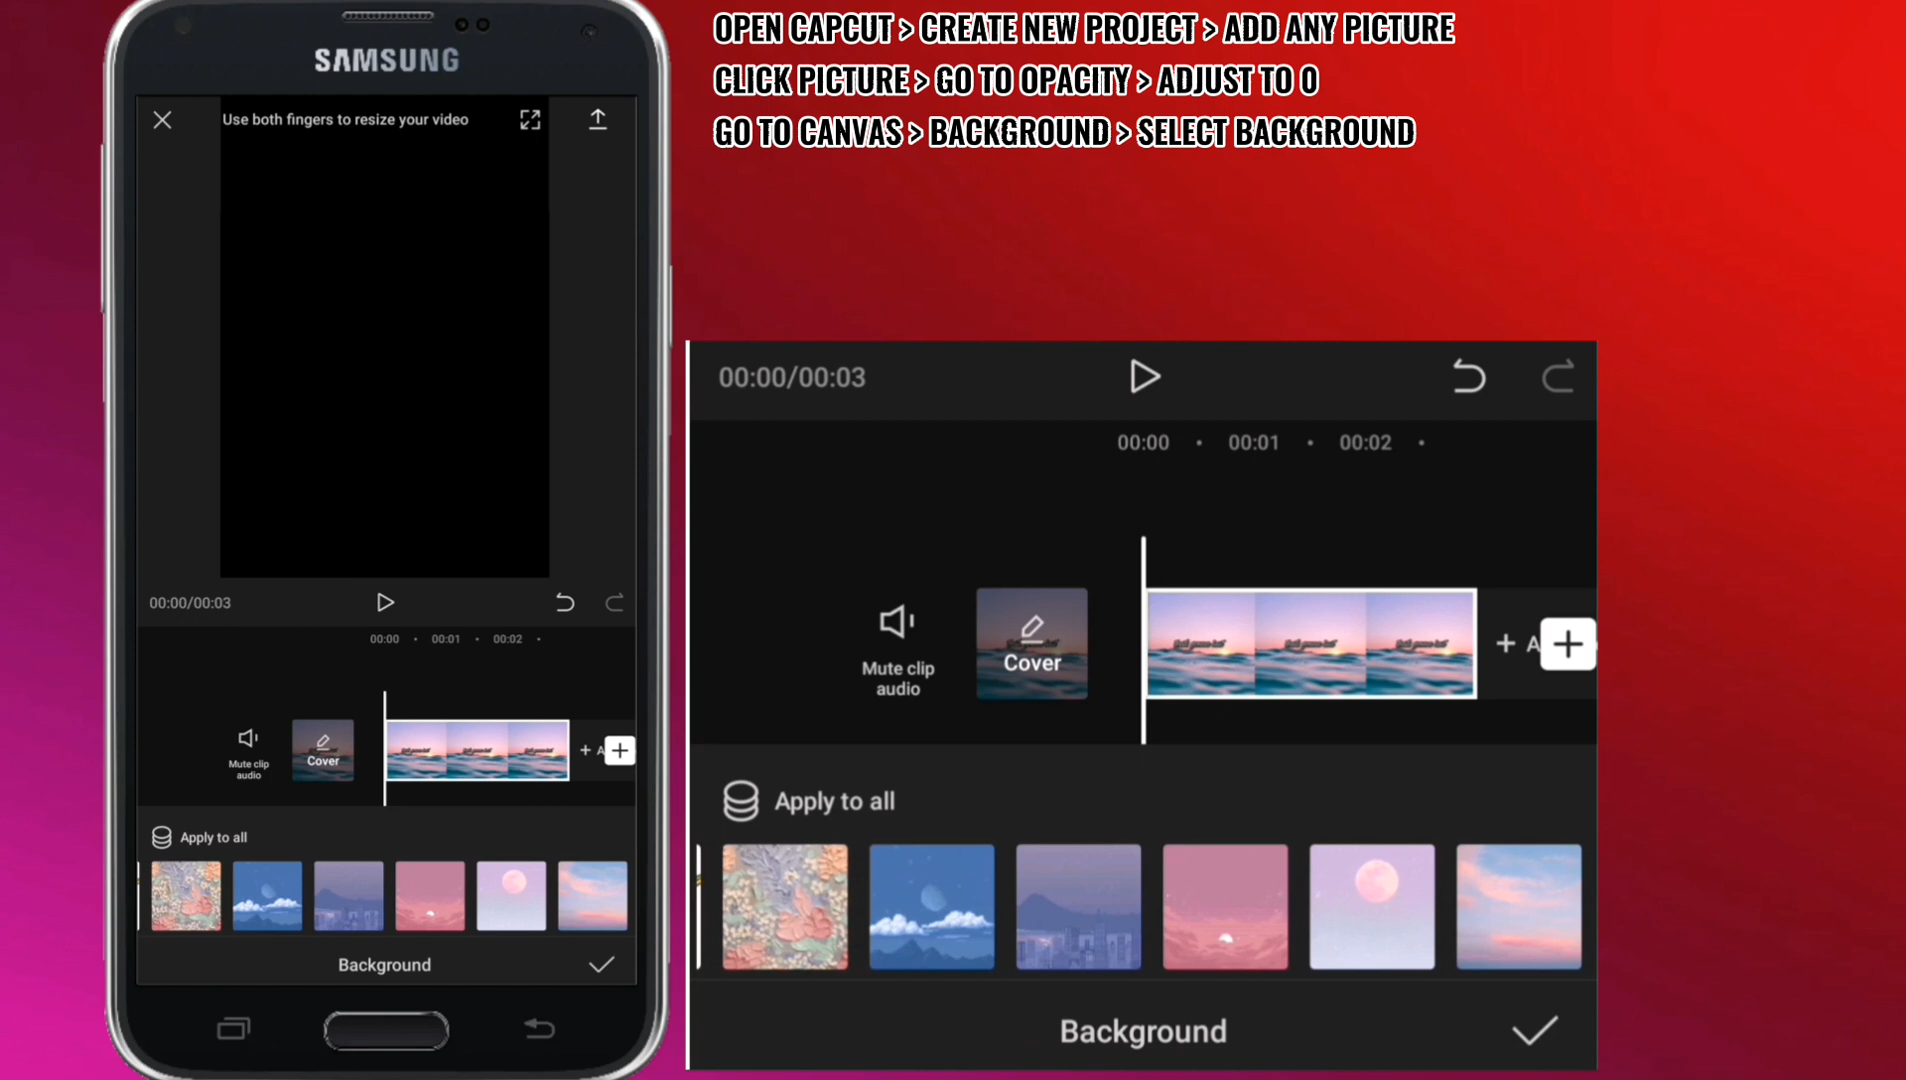 OPEN CAPCUT > CREATE NEW PROJECT > ADD ANY PICTURE
CLICK PICTURE > GO TO OPACITY > ADJUST TO 0
GO TO CANVAS > BACKGROUND > SELECT BACKGROUND
SAMSUNG
Use both fingers to resize your video
00:00/00:03
00:00 • 00:01 • 00:02 •
Mute clip
audio
Cover
+ A
Apply to all
Background
00:00/00:03
00:00 • 00:01 • 00:02 •
Mute clip
audio
Cover
+ A
Apply to all
Background